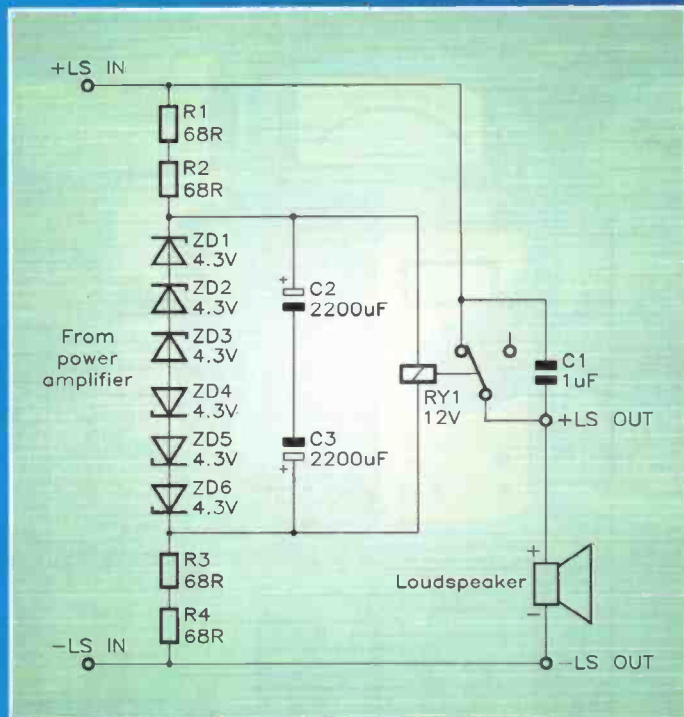 +LS IN
R1
68R
R2
68R
ZD1
4.3V
ZD2
4.3V
ZD3
4.3V
ZD4
4.3V
ZD5
4.3V
ZD6
4.3V
From
power
amplifier
+
C2
2200uF
C3
2200uF
+
RY1
12V
C1
1uF
+LS OUT
R3
68R
R4
68R
Loudspeaker
+
−
−LS IN
−LS OUT